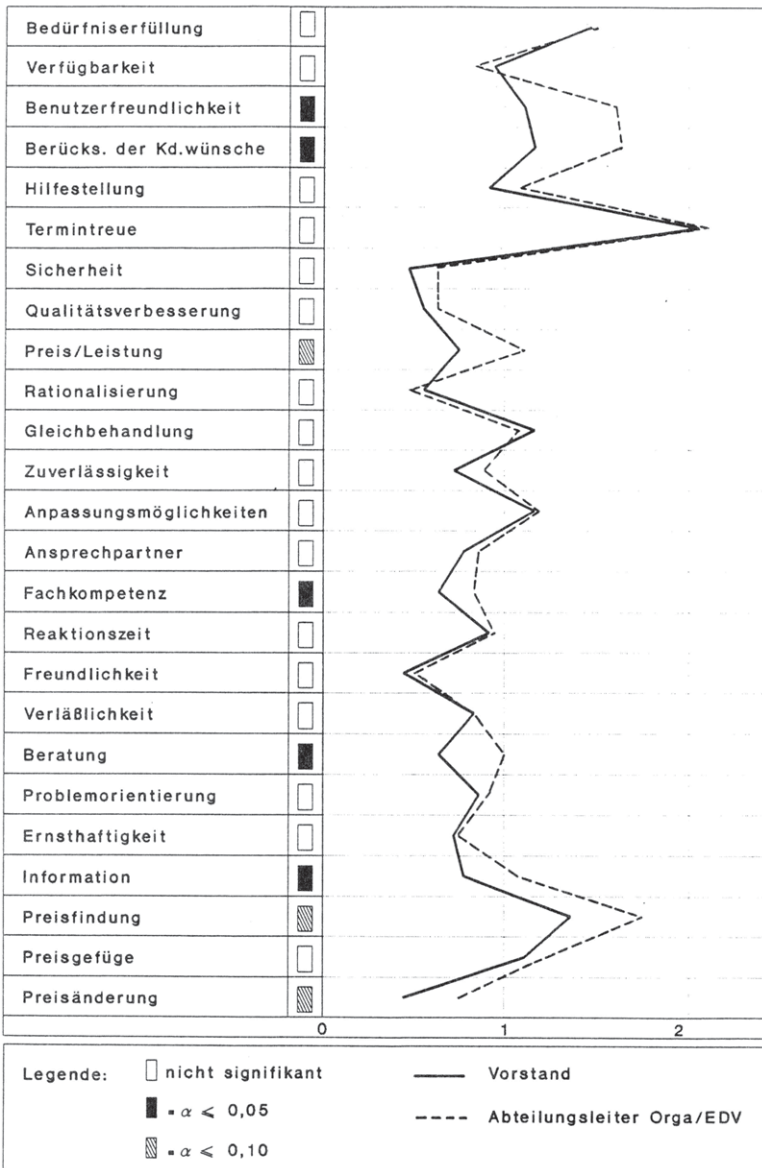 Bedürfniserfüllung
Verfügbarkeit
Benutzerfreundlichkeit
Berücks. der Kd.wünsche
Hilfestellung
Termintreue
Sicherheit
Qualitätsverbesserung
Preis/Leistung
Rationalisierung
Gleichbehandlung
Zuverlässigkeit
Anpassungsmöglichkeiten
Ansprechpartner
Fachkompetenz
Reaktionszeit
Freundlichkeit
Verläßlichkeit
Beratung
Problemorientierung
Ernsthaftigkeit
Information
Preisfindung
Preisgefüge
Preisänderung
0 1 2
Legende: nicht signifikant Vorstand
= α ≤ 0,05 Abteilungsleiter Orga/EDV
= α ≤ 0,10